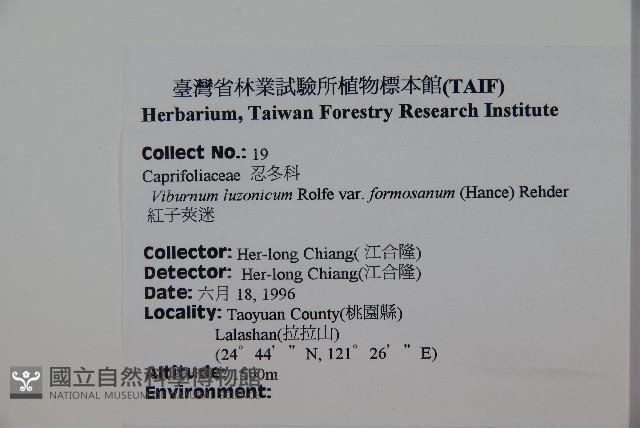 臺灣省林業試驗所植物標本館(TAIF)
Herbarium, Taiwan Forestry Research Institute
Collect No.: 19
Caprifoliaceae 忍冬科
Viburnum luzonicum Rolfe var. formosanum (Hance) Rehder
紅子莢迷
Collector: Her-long Chiang( 江合隆)
Detector: Her-long Chiang(江合隆)
Date: 六月 18, 1996
Locality: Taoyuan County(桃園縣)
Lalashan(拉拉山)
(24° 44' " N, 121° 26' " E)
Altitude:
Environment:
國立自然科學博物館
NATIONAL MUSEUM